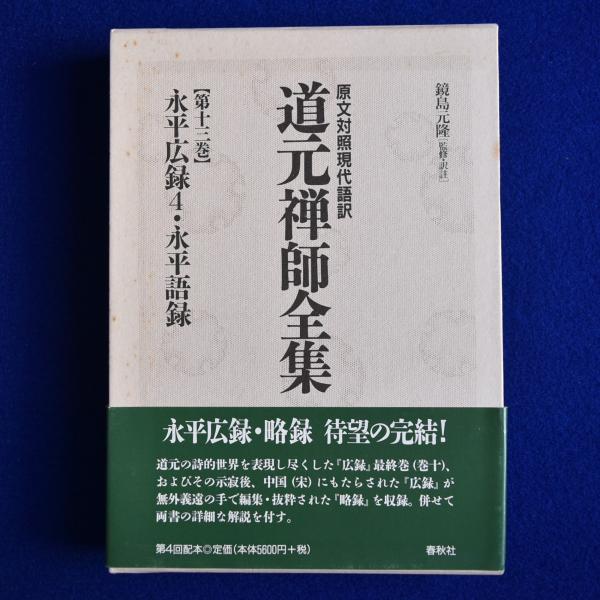 鏡島元隆[監修・訳註]
原文対照現代語訳
道元禅師全集
【第十三巻】
永平広録4・永平語録
永平広録・略録 待望の完結!
道元の詩的世界を表現し尽くした『広録』最終巻(巻十)、
およびその示寂後、中国(宋)にもたらされた『広録』が
無外義遠の手で編集・抜粋された『略録』を収録。併せて
両書の詳細な解説を付す。
第4回配本◎定価(本体5600円+税)
春秋社